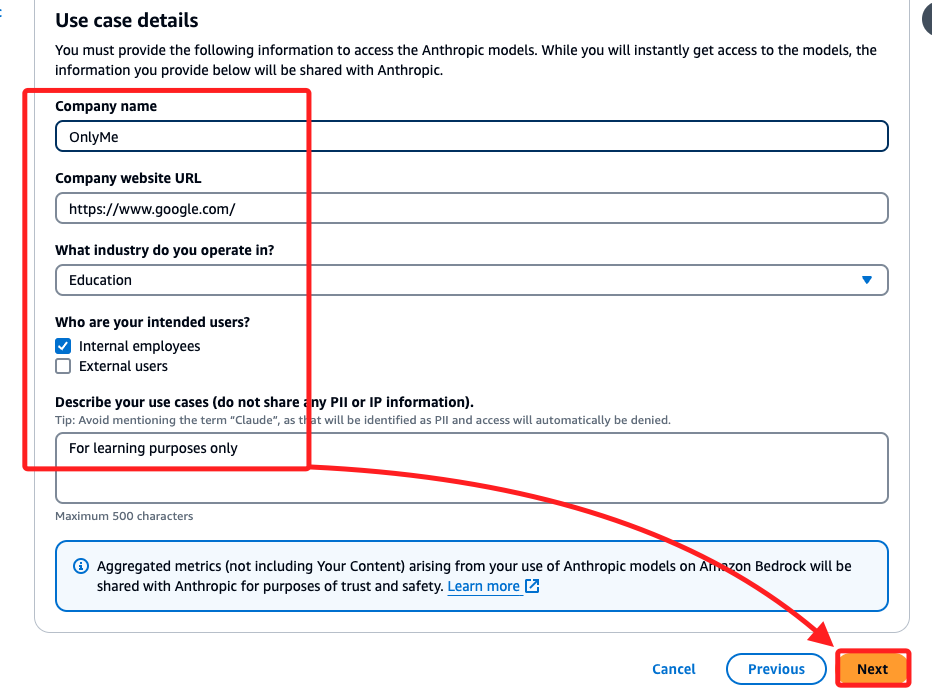 Use case details
You must provide the following information to access the Anthropic models. While you will instantly get access to the models, the
information you provide below will be shared with Anthropic.
Company name
OnlyMe
Company website URL
https://www.google.com/
What industry do you operate in?
Education
Who are your intended users?
Internal employees
External users
Describe your use cases (do not share any PII or IP information).
Tip: Avoid mentioning the term “Claude”, as that will be identified as PII and access will automatically be denied.
For learning purposes only
Maximum 500 characters
Aggregated metrics (not including Your Content) arising from your use of Anthropic models on Amazon Bedrock will be
shared with Anthropic for purposes of trust and safety. Learn more
Cancel Previous Next